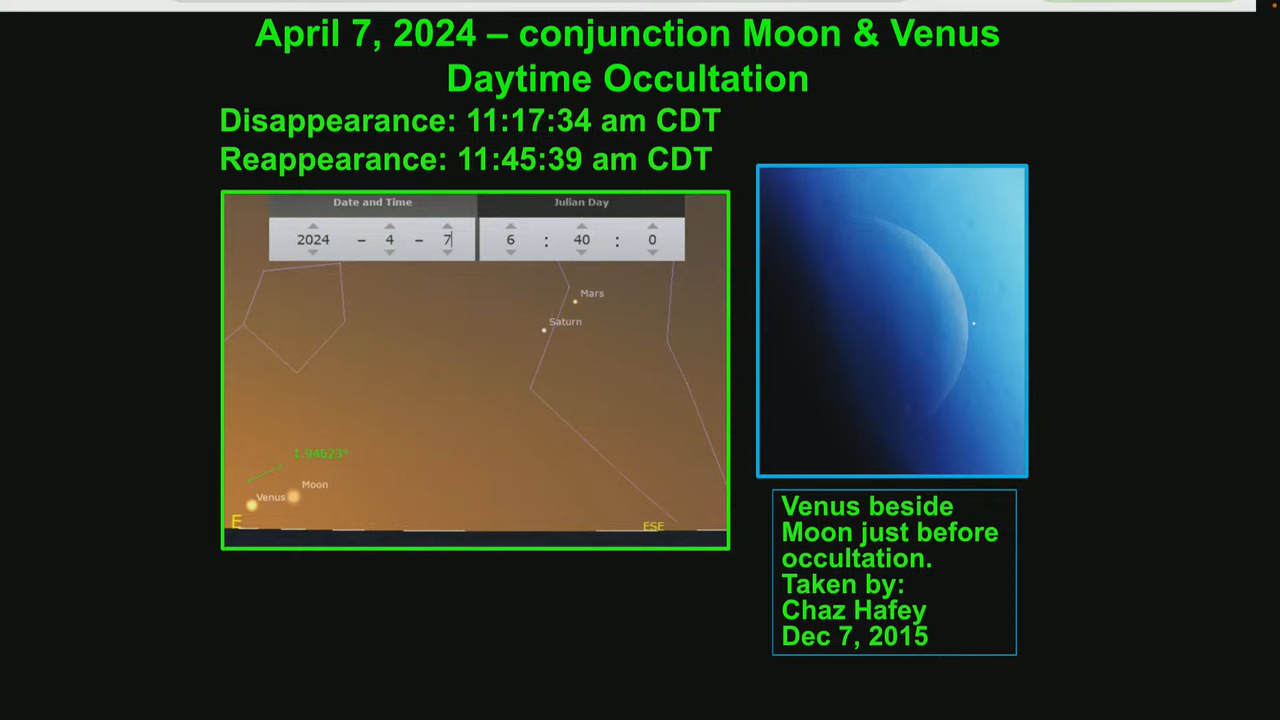 April 7, 2024 – conjunction Moon & Venus
Daytime Occultation
Disappearance: 11:17:34 am CDT
Reappearance: 11:45:39 am CDT
Date and Time
Julian Day
2024 – 4 – 7
6 : 40 : 0
Mars
Saturn
1.94623°
Moon
Venus
E
ESE
Venus beside
Moon just before
occultation.
Taken by:
Chaz Hafey
Dec 7, 2015